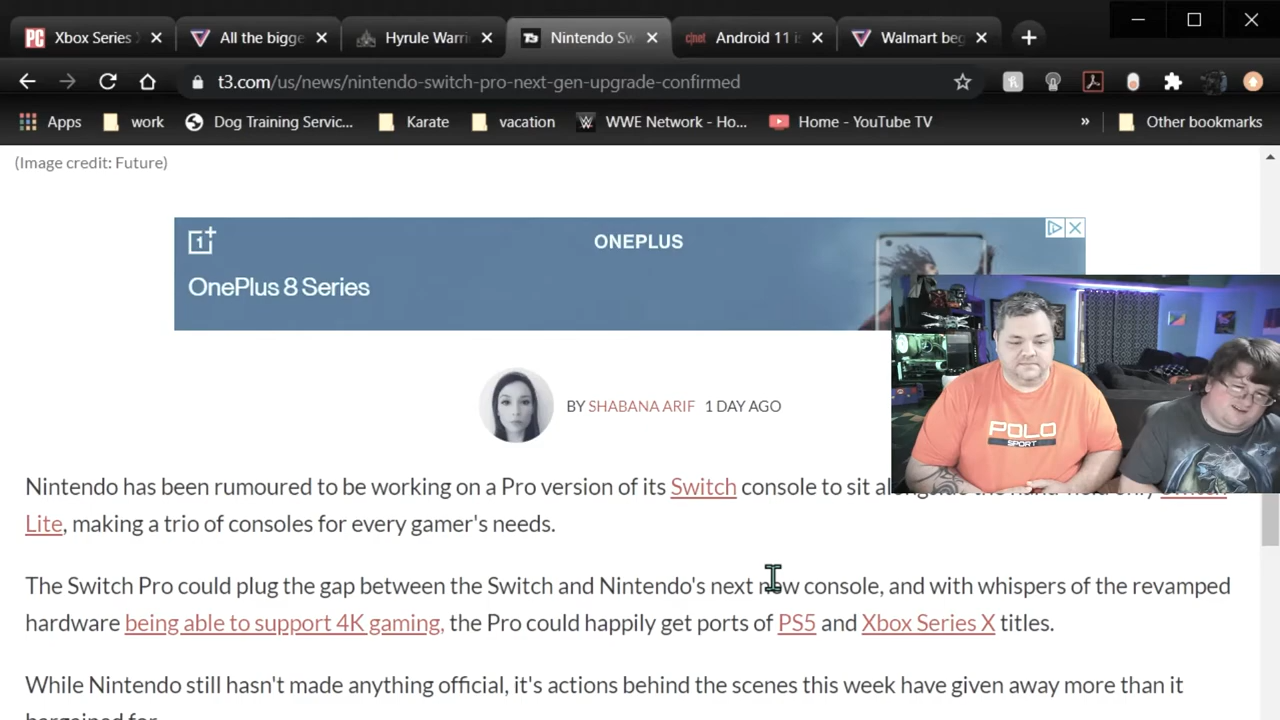 Xbox Series
All the bigge
Hyrule Warri
Nintendo Sw
Android 11 i
Walmart beg
t3.com/us/news/nintendo-switch-pro-next-gen-upgrade-confirmed
Apps work Dog Training Servic... Karate vacation WWE Network - Ho... Home - YouTube TV » Other bookmarks
(Image credit: Future)
ONEPLUS
OnePlus 8 Series
POLO
SPORT
BY SHABANA ARIF 1 DAY AGO
Nintendo has been rumoured to be working on a Pro version of its Switch console to sit
Lite, making a trio of consoles for every gamer's needs.
The Switch Pro could plug the gap between the Switch and Nintendo's next new console, and with whispers of the revamped
hardware being able to support 4K gaming, the Pro could happily get ports of PS5 and Xbox Series X titles.
While Nintendo still hasn't made anything official, it's actions behind the scenes this week have given away more than it
bargained for